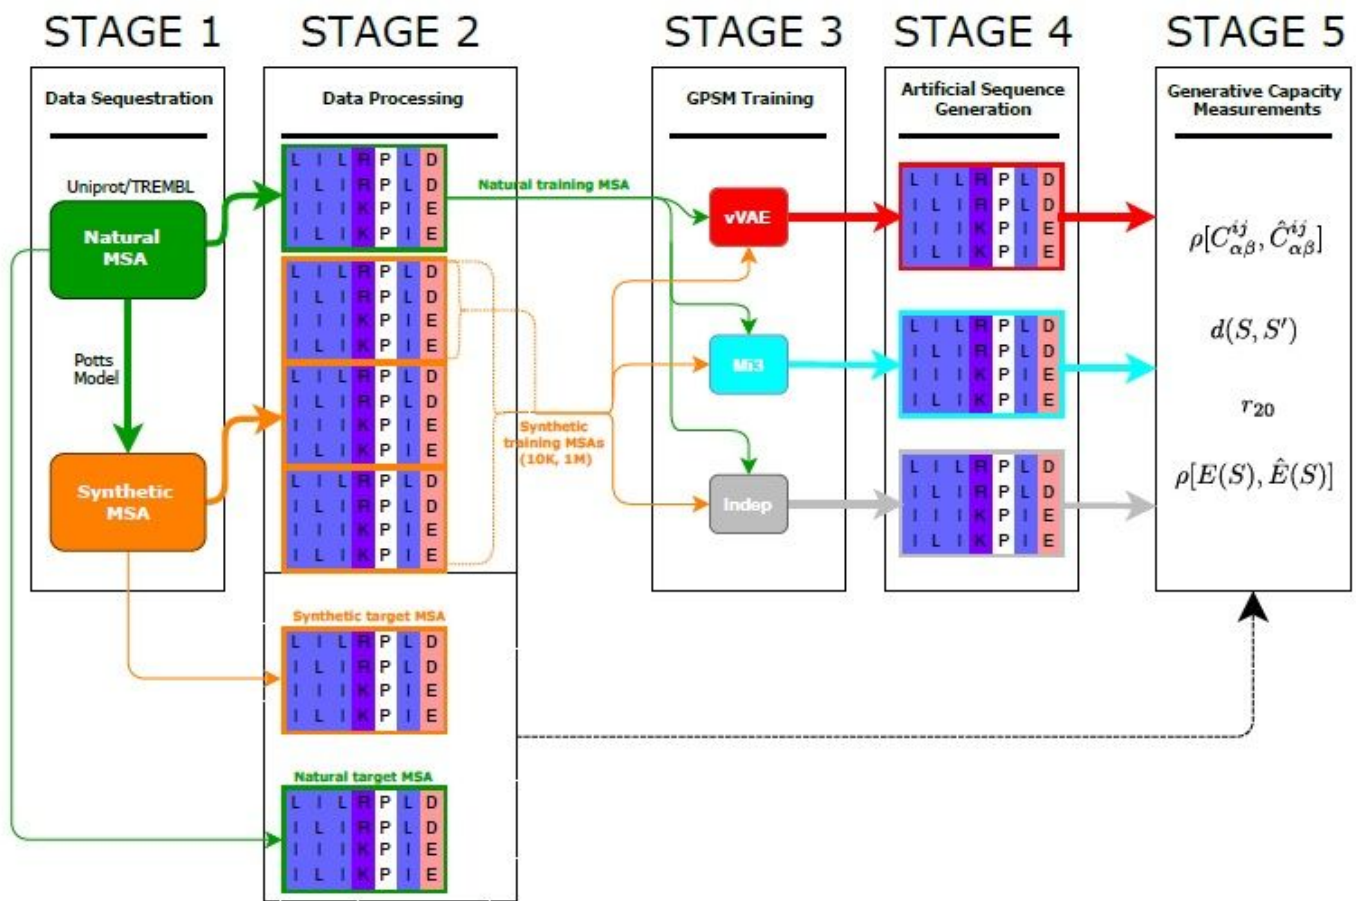 STAGE 1
STAGE 2
STAGE 3
STAGE 4
STAGE 5
Data Sequestration
Data Processing
GPSM Training
Artificial Sequence
Generation
Generative Capacity
Measurements
Uniprot/TREMBL
Natural
MSA
Potts
Model
Synthetic
MSA
L I L R P L D
I L I R P L D
I I I K P I E
I L I K P I E
L I L R P L D
I L I R P L D
I I I K P I E
I L I K P I E
L I L R P L D
I L I R P L D
I I I K P I E
I L I K P I E
L I L R P L D
I L I R P L D
I I I K P I E
I L I K P I E
Synthetic target MSA
L I L R P L D
I L I R P L D
I I I K P I E
I L I K P I E
Natural target MSA
L I L R P L D
I L I R P L D
I I I K P I E
I L I K P I E
Natural training MSA
Synthetic
training MSAs
(10K, 1M)
vVAE
Mi3
Indep
L I L R P L D
I L I R P L D
I I I K P I E
I L I K P I E
L I L R P L D
I L I R P L D
I I I K P I E
I L I K P I E
L I L R P L D
I L I R P L D
I I I K P I E
I L I K P I E
ρ[C^{ij}_{αβ}, Ĉ^{ij}_{αβ}]
d(S, S′)
r₂₀
ρ[E(S), Ê(S)]